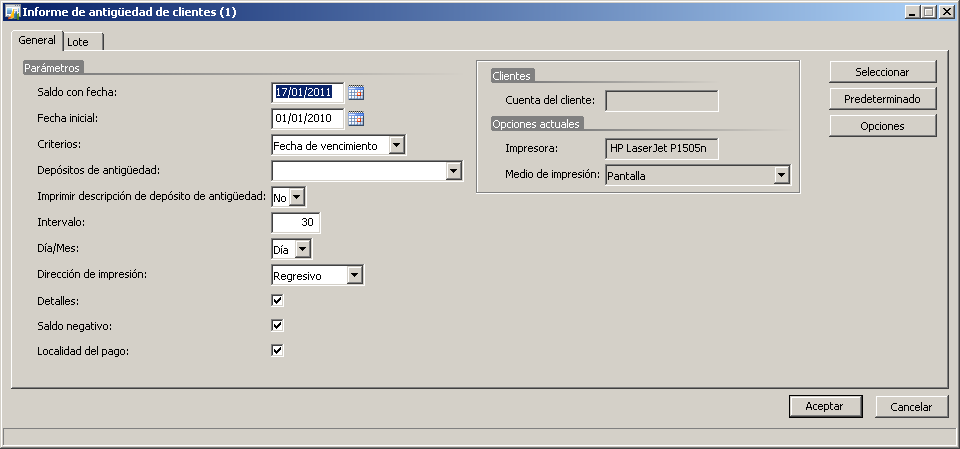 Informe de antigüedad de clientes (1)
General
Lote
Parámetros
Saldo con fecha: 17/01/2011
Fecha inicial: 01/01/2010
Criterios: Fecha de vencimiento
Depósitos de antigüedad:
Imprimir descripción de depósito de antigüedad: No
Intervalo: 30
Día/Mes: Día
Dirección de impresión: Regresivo
Detalles:
Saldo negativo:
Localidad del pago:
Clientes
Cuenta del cliente:
Opciones actuales
Impresora: HP LaserJet P1505n
Medio de impresión: Pantalla
Seleccionar
Predeterminado
Opciones
Aceptar
Cancelar